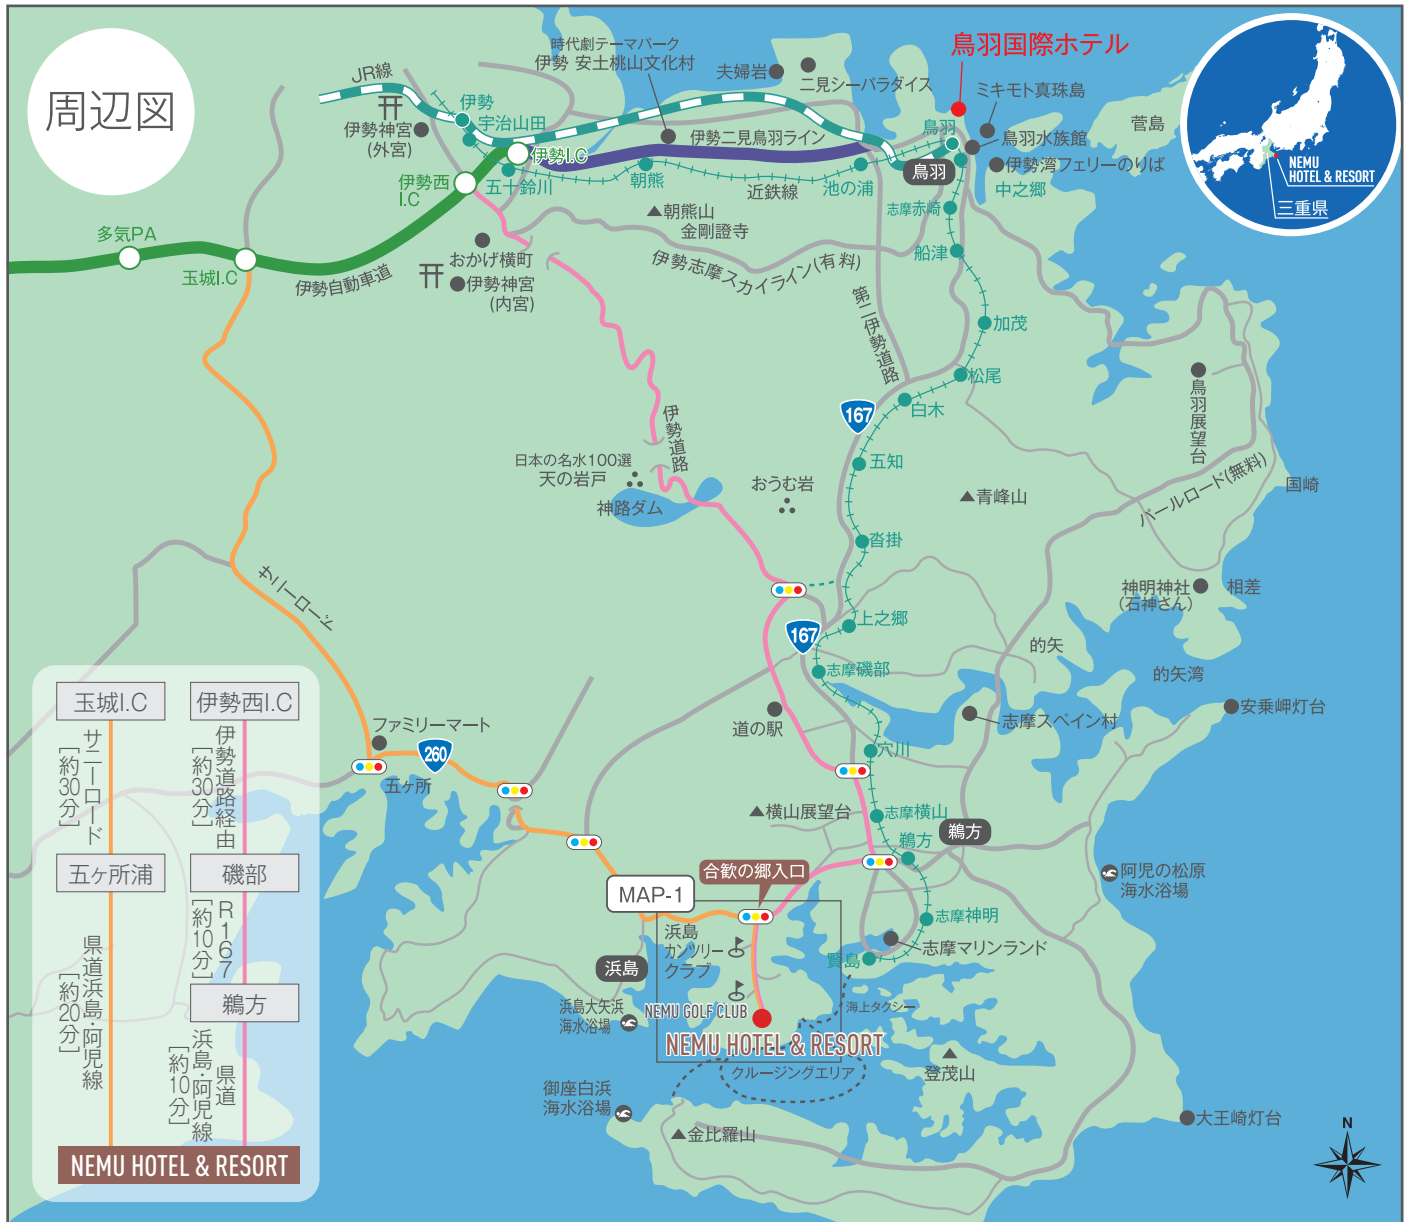 周辺図
JR線
伊勢神宮
(外宮)
伊勢
宇治山田
時代劇テーマパーク
伊勢 安土桃山文化村
夫婦岩
二見シーパラダイス
鳥羽国際ホテル
ミキモト真珠島
鳥羽
鳥羽水族館
伊勢湾フェリーのりば
中之郷
菅島
NEMU
HOTEL & RESORT
三重県
伊勢I.C
伊勢二見鳥羽ライン
伊勢西
I.C
五十鈴川
朝熊
近鉄線
池の浦
鳥羽
志摩赤崎
船津
多気PA
玉城I.C
伊勢自動車道
おかげ横町
伊勢神宮
(内宮)
朝熊山
金剛證寺
伊勢志摩スカイライン(有料)
第二伊勢道路
加茂
松尾
白木
167
五知
鳥羽展望台
パールロード(無料)
国崎
伊勢道路
日本の名水100選
天の岩戸
神路ダム
おうむ岩
青峰山
沓掛
神明神社
(石神さん)
相差
サニーロード
上之郷
167
志摩磯部
的矢
的矢湾
安乗岬灯台
志摩スペイン村
道の駅
穴川
ファミリーマート
260
五ヶ所
横山展望台
志摩横山
鵜方
鵜方
阿児の松原
海水浴場
合歓の郷入口
MAP-1
浜島
カンツリー
クラブ
志摩神明
志摩マリンランド
賢島
浜島
浜島大矢浜
海水浴場
NEMU GOLF CLUB
NEMU HOTEL & RESORT
海上タクシー
クルージングエリア
登茂山
御座白浜
海水浴場
金比羅山
大王崎灯台
N
玉城I.C
サニーロード
[約30分]
五ヶ所浦
県道浜島・阿児線
[約20分]
伊勢西I.C
伊勢道路経由
[約30分]
磯部
R167
[約10分]
鵜方
県道
浜島・阿児線
[約10分]
NEMU HOTEL & RESORT